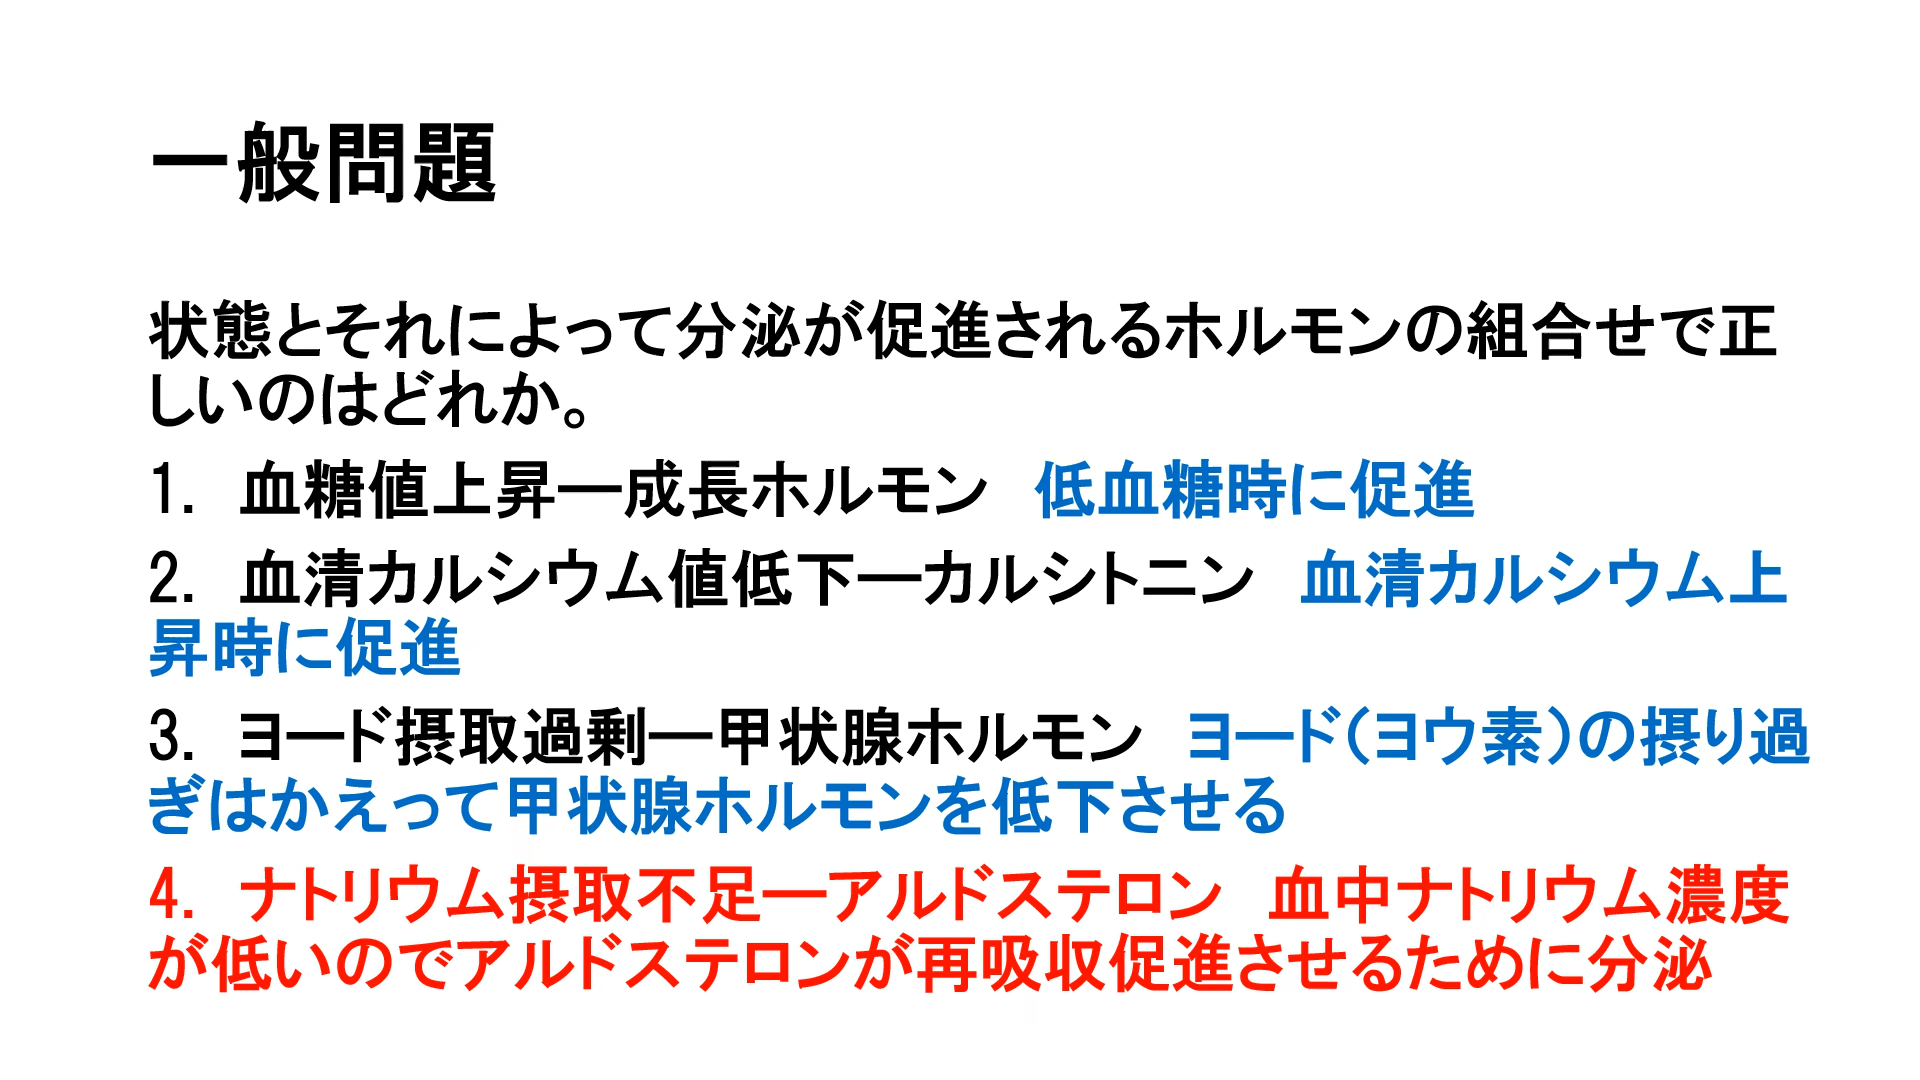 一般問題
状態とそれによって分泌が促進されるホルモンの組合せで正
しいのはどれか。
1. 血糖値上昇―成長ホルモン　低血糖時に促進
2. 血清カルシウム値低下―カルシトニン　血清カルシウム上
昇時に促進
3. ヨード摂取過剰―甲状腺ホルモン　ヨード（ヨウ素）の摂り過
ぎはかえって甲状腺ホルモンを低下させる
4. ナトリウム摂取不足―アルドステロン　血中ナトリウム濃度
が低いのでアルドステロンが再吸収促進させるために分泌